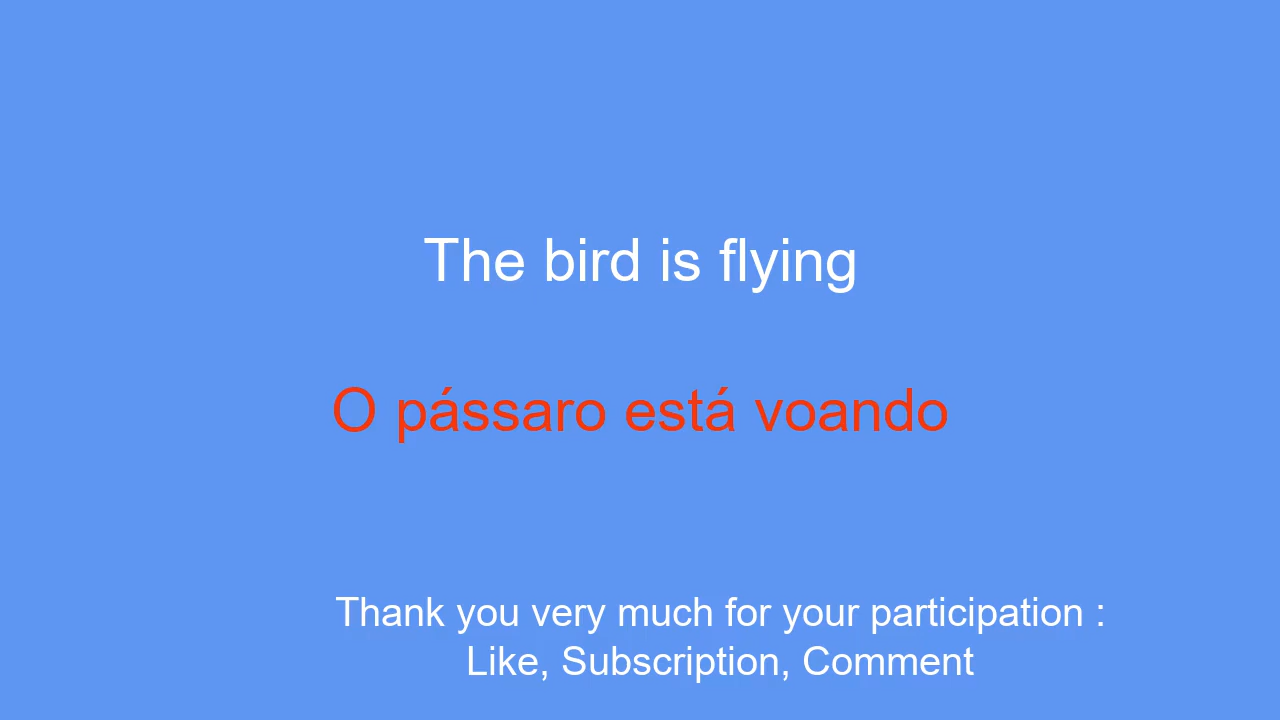 The bird is flying
O pássaro está voando
Thank you very much for your participation :
Like, Subscription, Comment